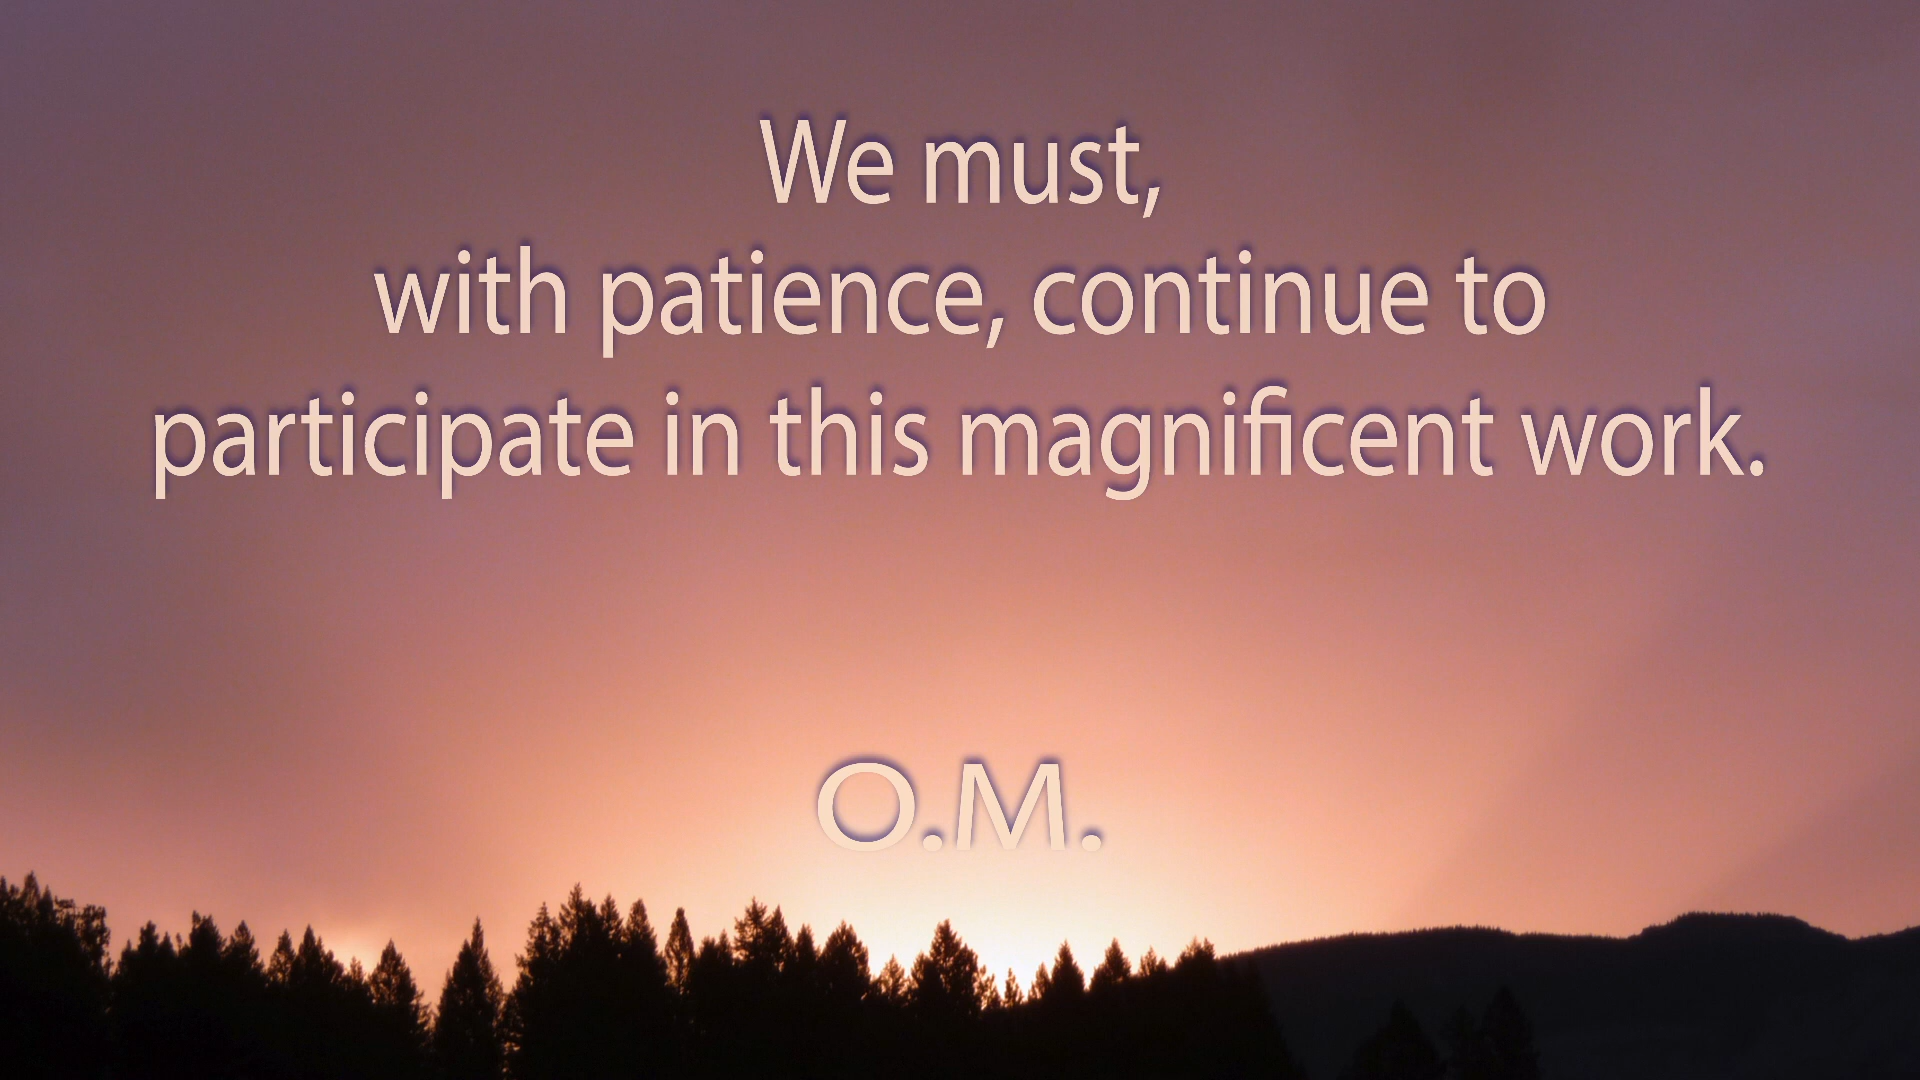 We must,
with patience, continue to
participate in this magnificent work.
O.M.